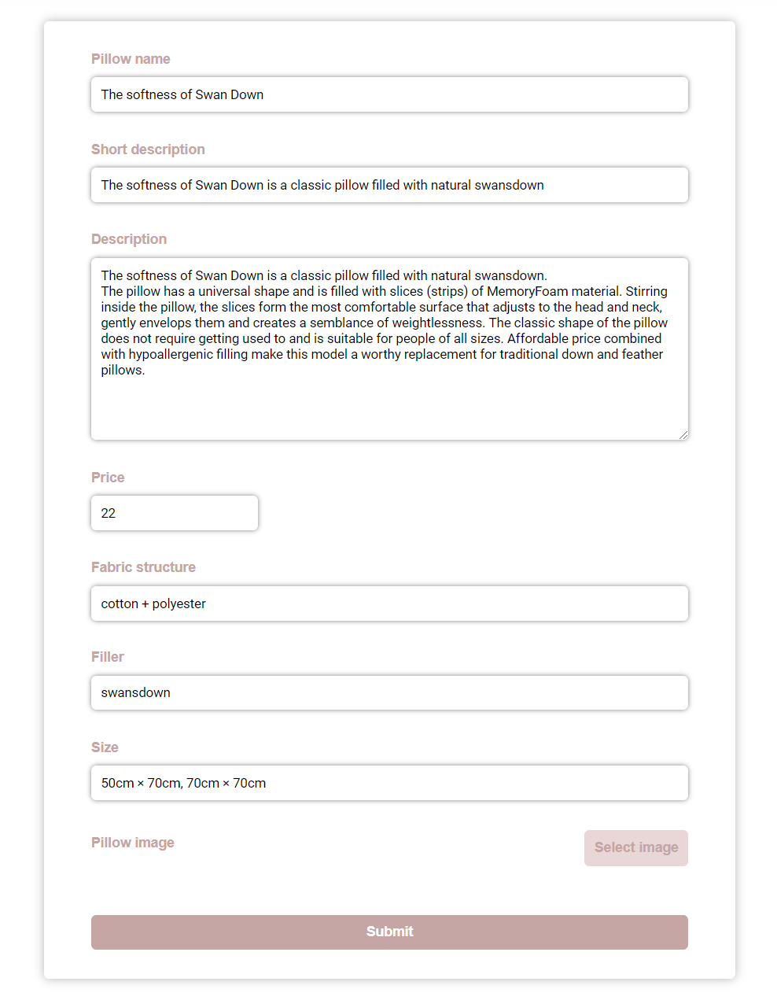 Pillow name
The softness of Swan Down
Short description
The softness of Swan Down is a classic pillow filled with natural swansdown
Description
The softness of Swan Down is a classic pillow filled with natural swansdown.
The pillow has a universal shape and is filled with slices (strips) of MemoryFoam material. Stirring
inside the pillow, the slices form the most comfortable surface that adjusts to the head and neck,
gently envelops them and creates a semblance of weightlessness. The classic shape of the pillow
does not require getting used to and is suitable for people of all sizes. Affordable price combined
with hypoallergenic filling make this model a worthy replacement for traditional down and feather
pillows.
Price
22
Fabric structure
cotton + polyester
Filler
swansdown
Size
50cm × 70cm, 70cm × 70cm
Pillow image
Select image
Submit